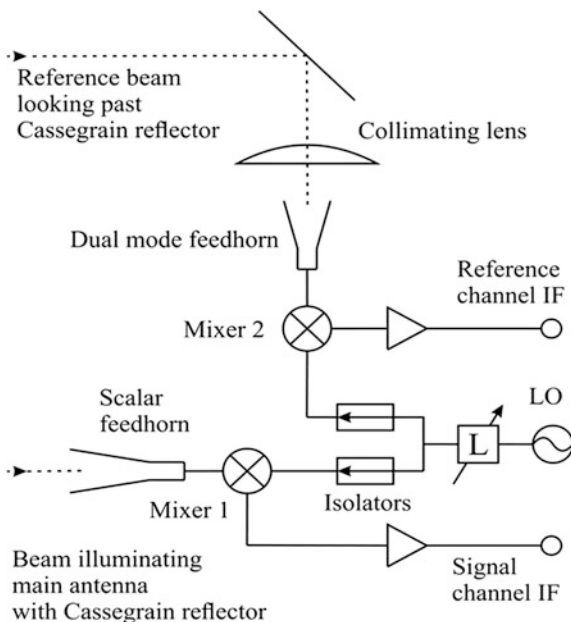 Reference beam
looking past
Cassegrain reflector
Collimating lens
Dual mode feedhorn
Reference
channel IF
Mixer 2
Scalar
feedhorn
LO
L
Mixer 1
Isolators
Beam illuminating
main antenna
with Cassegrain reflector
Signal
channel IF